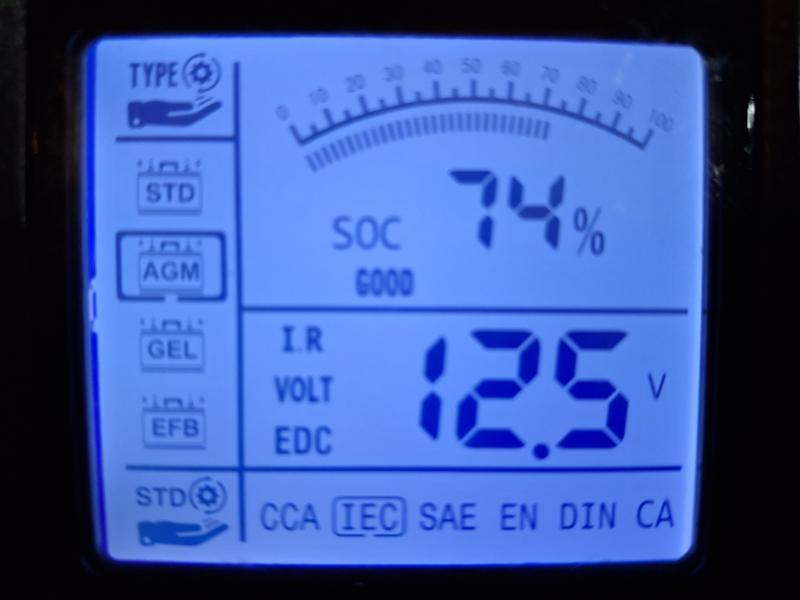 TYPE
0 10 20 30 40 50 60 70 80 90 100
STD
AGM
GEL
EFB
SOC 74%
GOOD
I.R
VOLT
EDC
12.5 V
STD
CCA IEC SAE EN DIN CA